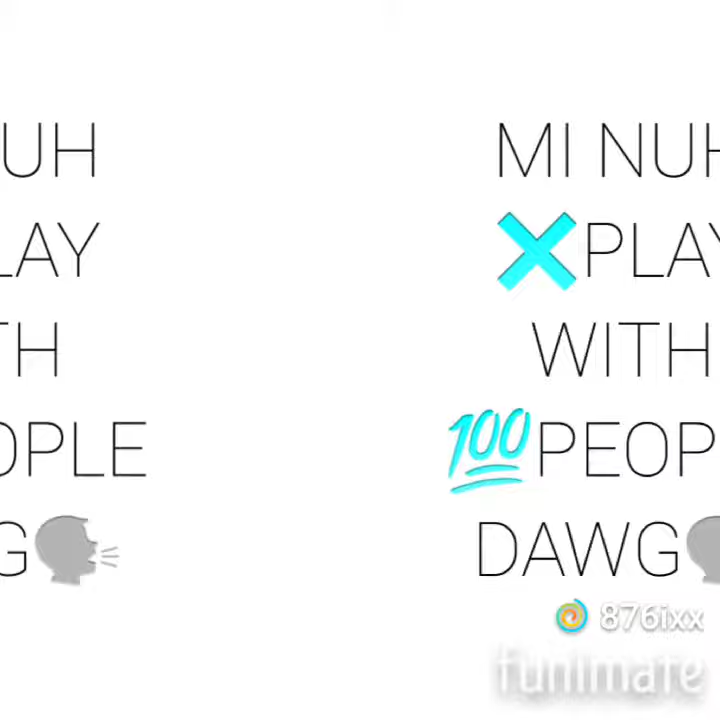 UH
LAY
TH
OPLE
G🗣
MI NUH
❌PLAY
WITH
💯PEOP
DAWG🗣
876ixx
funimate